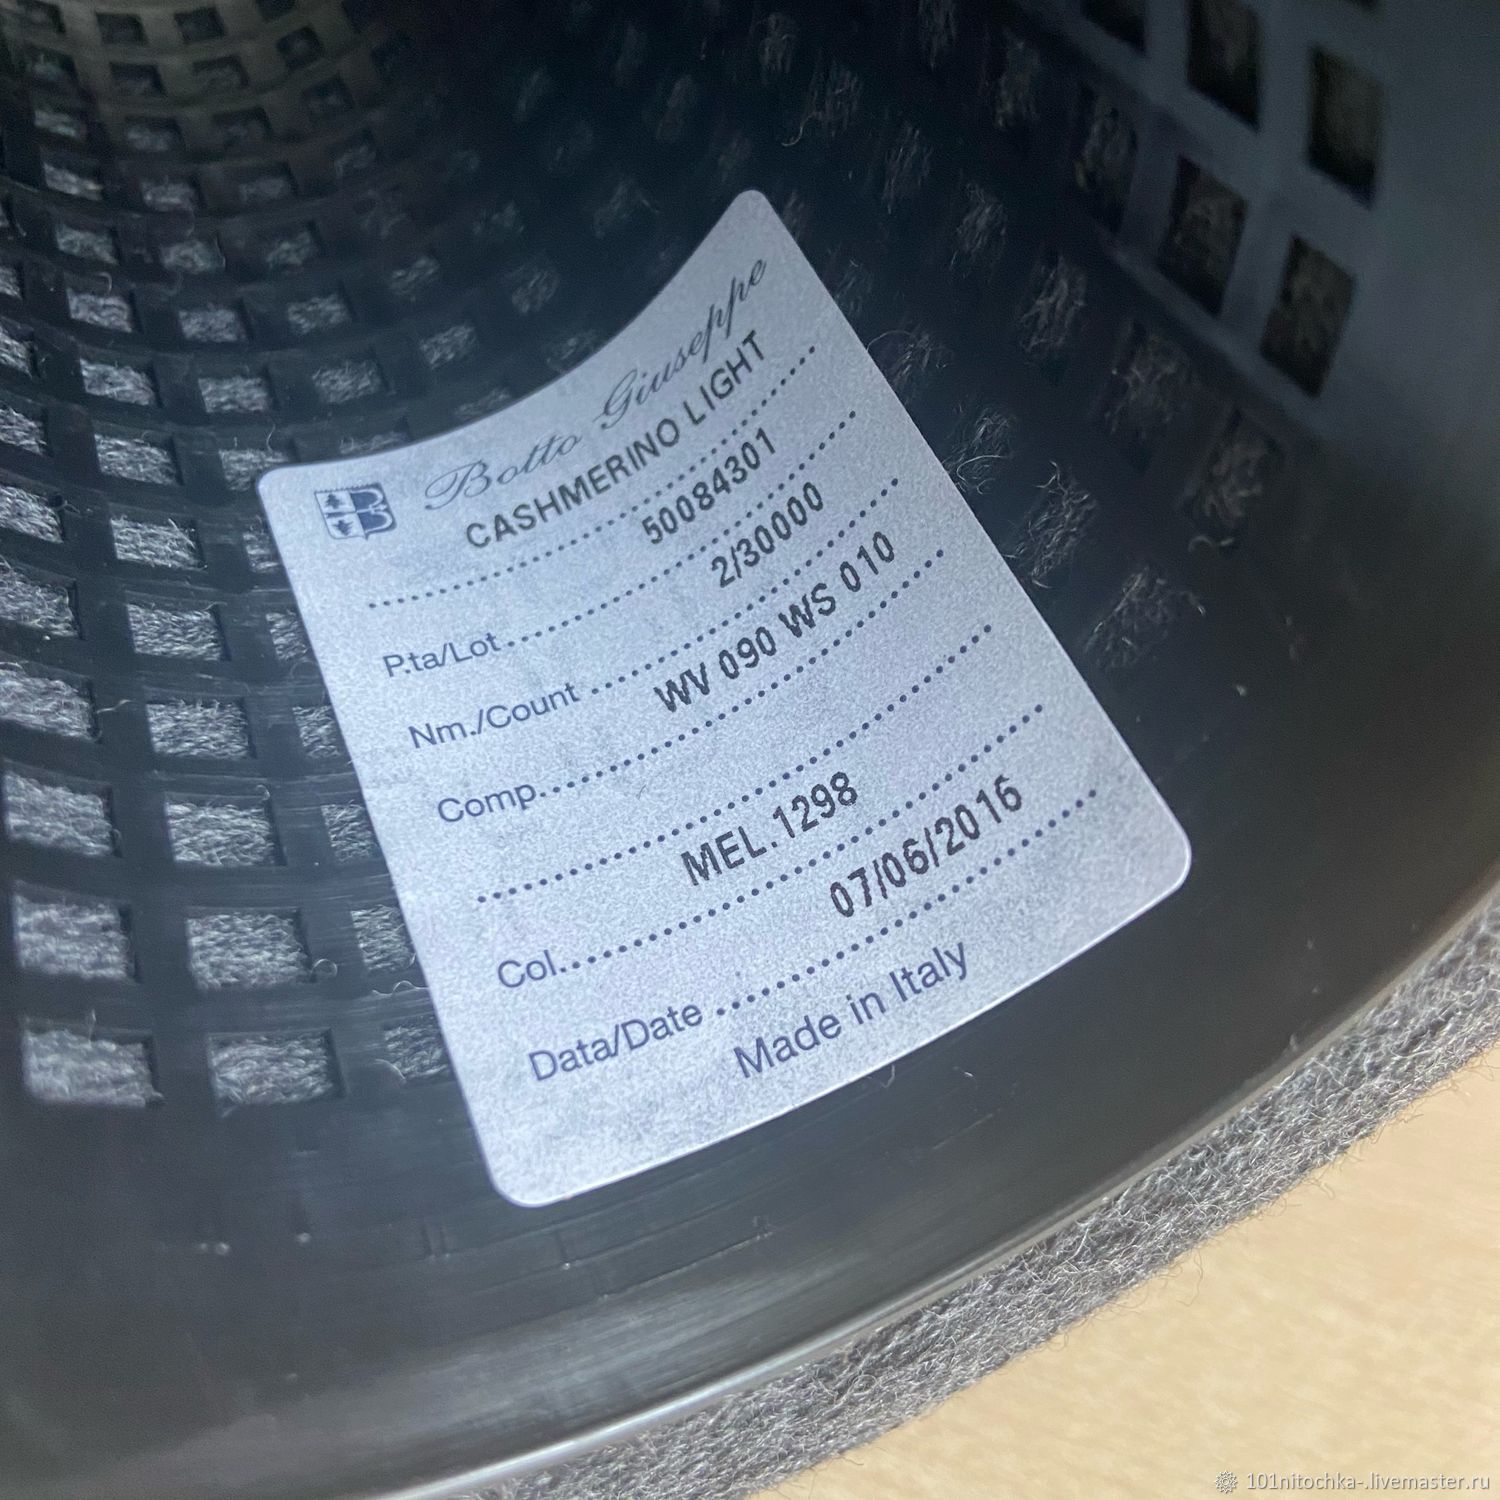 Botto Giuseppe
CASHMERINO LIGHT
P.ta/Lot 50084301
Nm./Count 2/30000
Comp. WV 090 WS 010
Col. MEL. 1298
Data/Date 07/06/2016
Made in Italy
101nitochka-.livemaster.ru